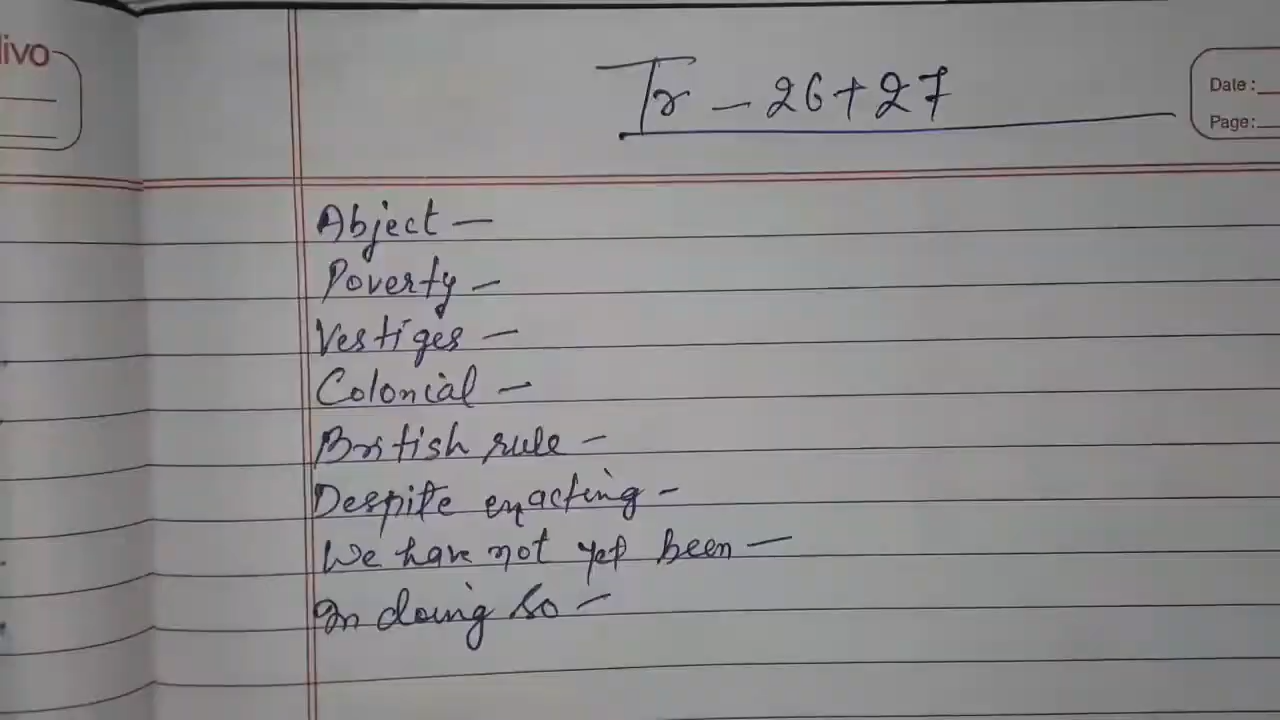 livo
Tr - 26+27
Date:
Page:
Abject -
Poverty -
Vestiges -
Colonial -
British rule -
Despite enacting -
We have not yet been -
In doing so -